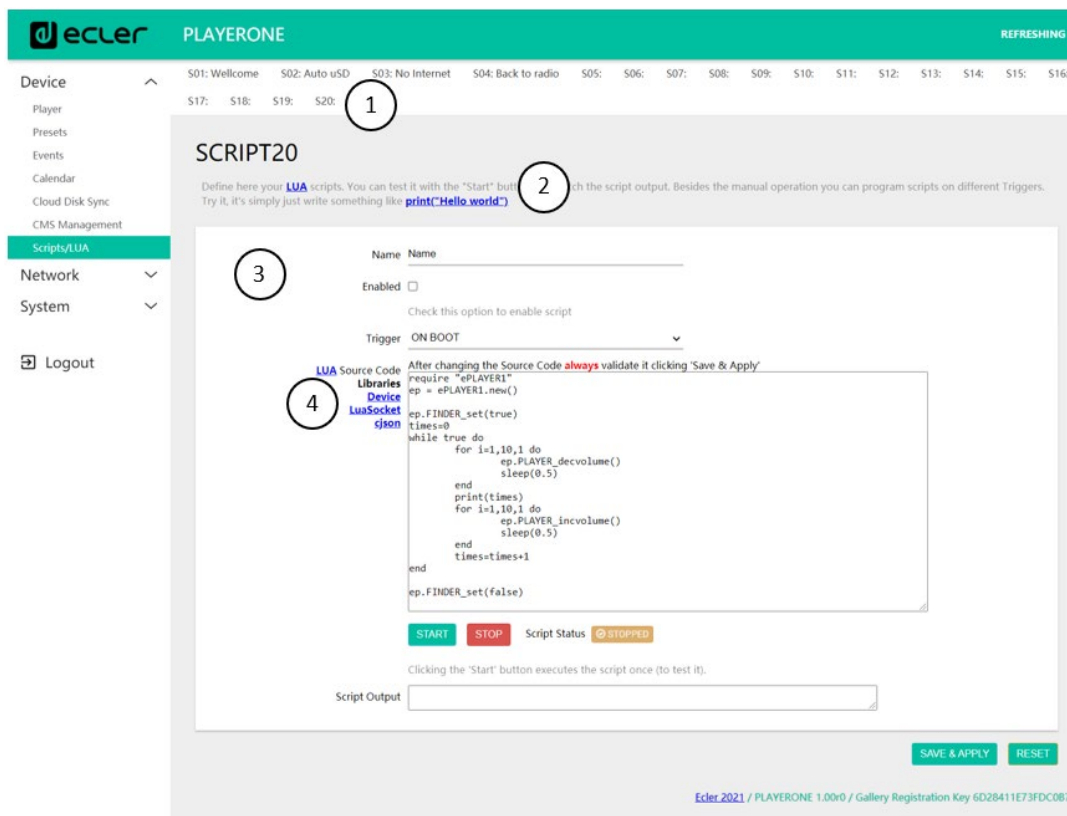 ecler PLAYERONE REFRESHING
Device
Player
Presets
Events
Calendar
Cloud Disk Sync
CMS Management
Scripts/LUA
Network
System
Logout
S01: Wellcome S02: Auto uSD S03: No Internet S04: Back to radio S05: S06: S07: S08: S09: S10: S11: S12: S13: S14: S15: S16:
S17: S18: S19: S20:
1
SCRIPT20
2
Define here your LUA scripts. You can test it with the "Start" the script output. Besides the manual operation you can program scripts on different Triggers.
Try it, it's simply just write something like print("Hello world")
3
Name Name
Enabled
Check this option to enable script
Trigger ON BOOT
LUA Source Code
Libraries
Device
LuaSocket
cjson
4
After changing the Source Code always validate it clicking 'Save & Apply'
require "ePLAYER1"
ep = ePLAYER1.new()
ep.FINDER_set(true)
times=0
while true do
for i=1,10,1 do
ep.PLAYER_decvolume()
sleep(0.5)
end
print(times)
for i=1,10,1 do
ep.PLAYER_incvolume()
sleep(0.5)
end
times=times+1
end
ep.FINDER_set(false)
START STOP Script Status STOPPED
Clicking the 'Start' button executes the script once (to test it).
Script Output
SAVE & APPLY RESET
Ecler 2021 / PLAYERONE 1.00r0 / Gallery Registration Key